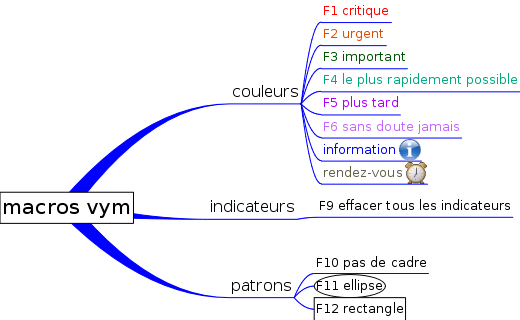 macros vym
couleurs
F1 critique
F2 urgent
F3 important
F4 le plus rapidement possible
F5 plus tard
F6 sans doute jamais
information
rendez-vous
indicateurs
F9 effacer tous les indicateurs
patrons
F10 pas de cadre
F11 ellipse
F12 rectangle